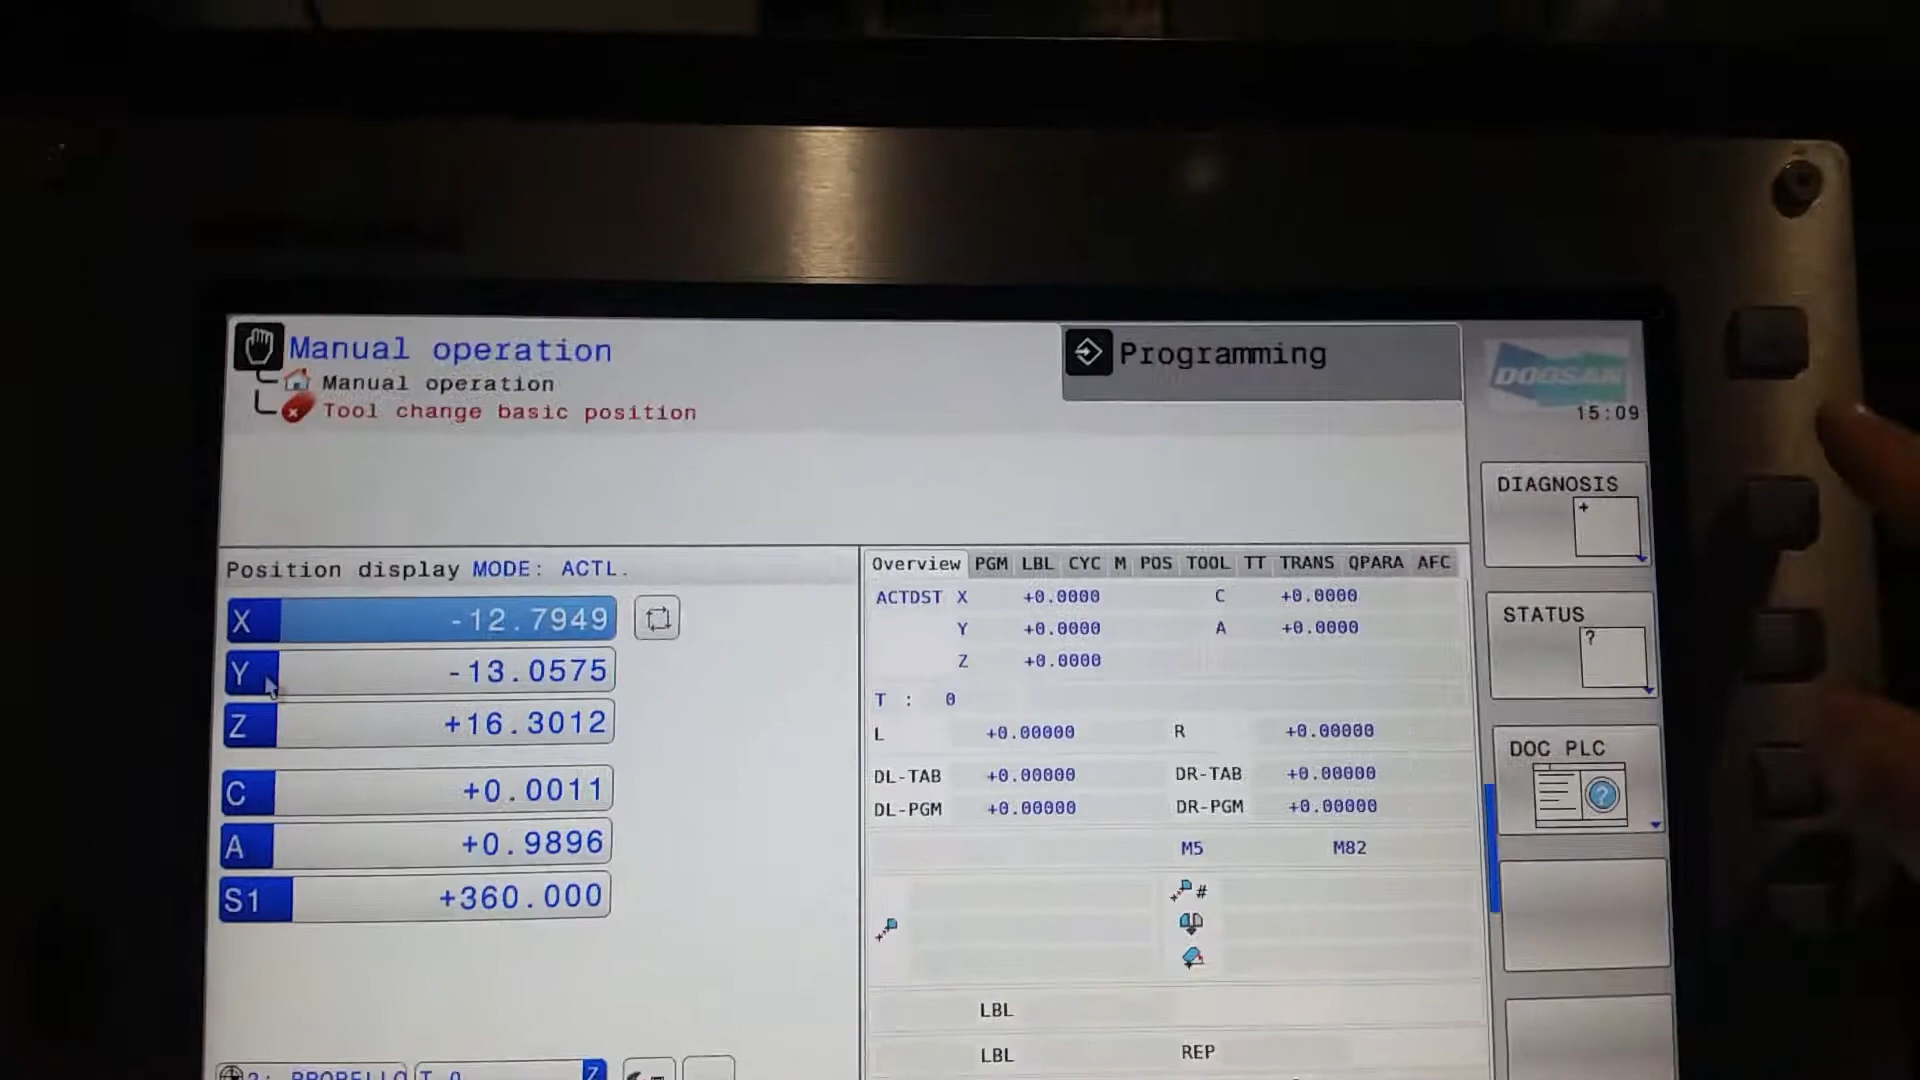 Manual operation
Manual operation
Tool change basic position
Programming
DOOSAN
15:09
DIAGNOSIS
+
STATUS
?
DOC PLC
?
Position display MODE: ACTL.
X -12.7949
Y -13.0575
Z +16.3012
C +0.0011
A +0.9896
S1 +360.000
Overview PGM LBL CYC M POS TOOL TT TRANS QPARA AFC
ACTDST X +0.0000 C +0.0000
Y +0.0000 A +0.0000
Z +0.0000
T : 0
L +0.00000 R +0.00000
DL-TAB +0.00000 DR-TAB +0.00000
DL-PGM +0.00000 DR-PGM +0.00000
M5 M82
#
LBL
LBL REP
T 0 Z